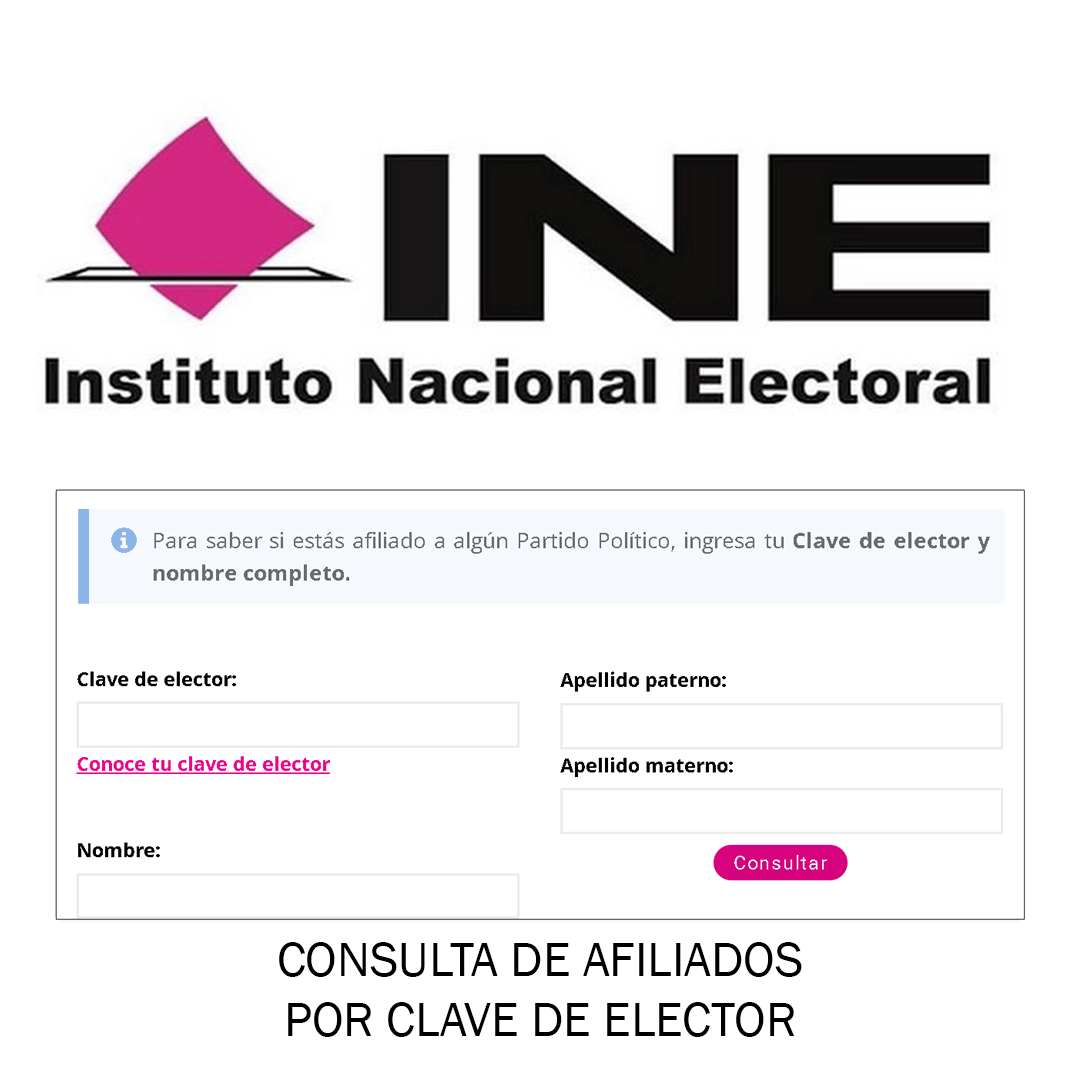 INE
Instituto Nacional Electoral
Para saber si estás afiliado a algún Partido Político, ingresa tu Clave de elector y
nombre completo.
Clave de elector:
Conoce tu clave de elector
Nombre:
Apellido paterno:
Apellido materno:
Consultar
CONSULTA DE AFILIADOS
POR CLAVE DE ELECTOR